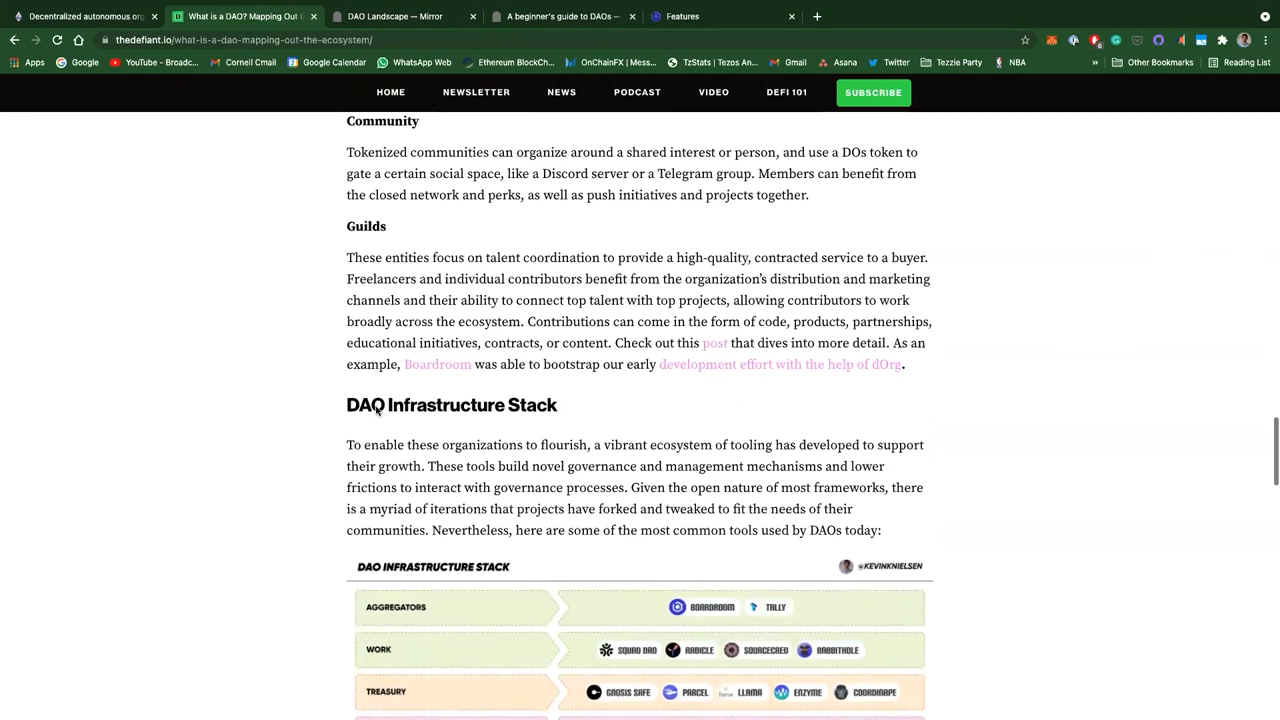 Decentralized autonomous org
What is a DAO? Mapping Out t
DAO Landscape — Mirror
A beginner's guide to DAOs —
Features
thedefiant.io/what-is-a-dao-mapping-out-the-ecosystem/
Apps
Google
YouTube - Broadc...
Cornell Gmail
Google Calendar
WhatsApp Web
Ethereum BlockCh...
OnChainFX | Mess...
TzStats | Tezos An...
Gmail
Asana
Twitter
Tezzie Party
NBA
»
Other Bookmarks
Reading List
HOME
NEWSLETTER
NEWS
PODCAST
VIDEO
DEFI 101
SUBSCRIBE
Community
Tokenized communities can organize around a shared interest or person, and use a DOs token to
gate a certain social space, like a Discord server or a Telegram group. Members can benefit from
the closed network and perks, as well as push initiatives and projects together.
Guilds
These entities focus on talent coordination to provide a high-quality, contracted service to a buyer.
Freelancers and individual contributors benefit from the organization's distribution and marketing
channels and their ability to connect top talent with top projects, allowing contributors to work
broadly across the ecosystem. Contributions can come in the form of code, products, partnerships,
educational initiatives, contracts, or content. Check out this post that dives into more detail. As an
example, Boardroom was able to bootstrap our early development effort with the help of dOrg.
DAO Infrastructure Stack
To enable these organizations to flourish, a vibrant ecosystem of tooling has developed to support
their growth. These tools build novel governance and management mechanisms and lower
frictions to interact with governance processes. Given the open nature of most frameworks, there
is a myriad of iterations that projects have forked and tweaked to fit the needs of their
communities. Nevertheless, here are some of the most common tools used by DAOs today:
DAO INFRASTRUCTURE STACK
@KEVINKNIELSEN
AGGREGATORS
BOARDROOM
TALLY
WORK
SQUAD DAO
RADICLE
SOURCECRED
RABBITHOLE
TREASURY
GNOSIS SAFE
PARCEL
LLAMA
ENZYME
COORDINAPE